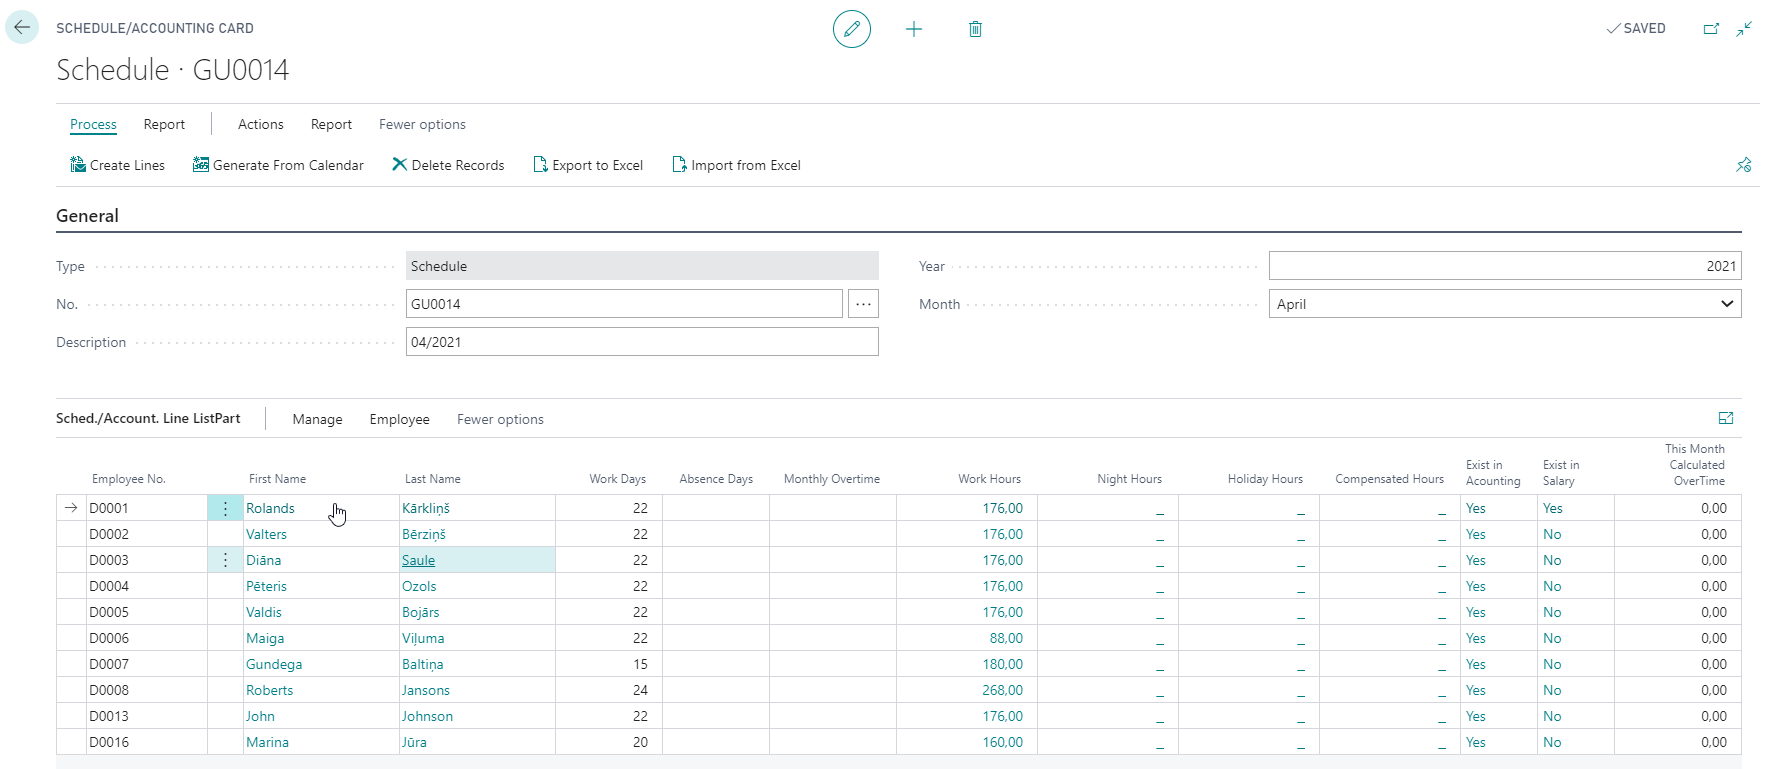 SCHEDULE/ACCOUNTING CARD
SAVED
Schedule · GU0014
Process Report Actions Report Fewer options
Create Lines Generate From Calendar Delete Records Export to Excel Import from Excel
General
Type Schedule Year 2021
No. GU0014 ... Month April
Description 04/2021
Sched./Account. Line ListPart Manage Employee Fewer options
Employee No. First Name Last Name Work Days Absence Days Monthly Overtime Work Hours Night Hours Holiday Hours Compensated Hours Exist in Acounting Exist in Salary This Month Calculated OverTime
D0001 Rolands Kārkliņš 22 176,00 _ _ _ Yes Yes 0,00
D0002 Valters Bērziņš 22 176,00 _ _ _ Yes No 0,00
D0003 Diāna Saule 22 176,00 _ _ _ Yes No 0,00
D0004 Pēteris Ozols 22 176,00 _ _ _ Yes No 0,00
D0005 Valdis Bojārs 22 176,00 _ _ _ Yes No 0,00
D0006 Maiga Viļuma 22 88,00 _ _ _ Yes No 0,00
D0007 Gundega Baltiņa 15 180,00 _ _ _ Yes No 0,00
D0008 Roberts Jansons 24 268,00 _ _ _ Yes No 0,00
D0013 John Johnson 22 176,00 _ _ _ Yes No 0,00
D0016 Marina Jūra 20 160,00 _ _ _ Yes No 0,00